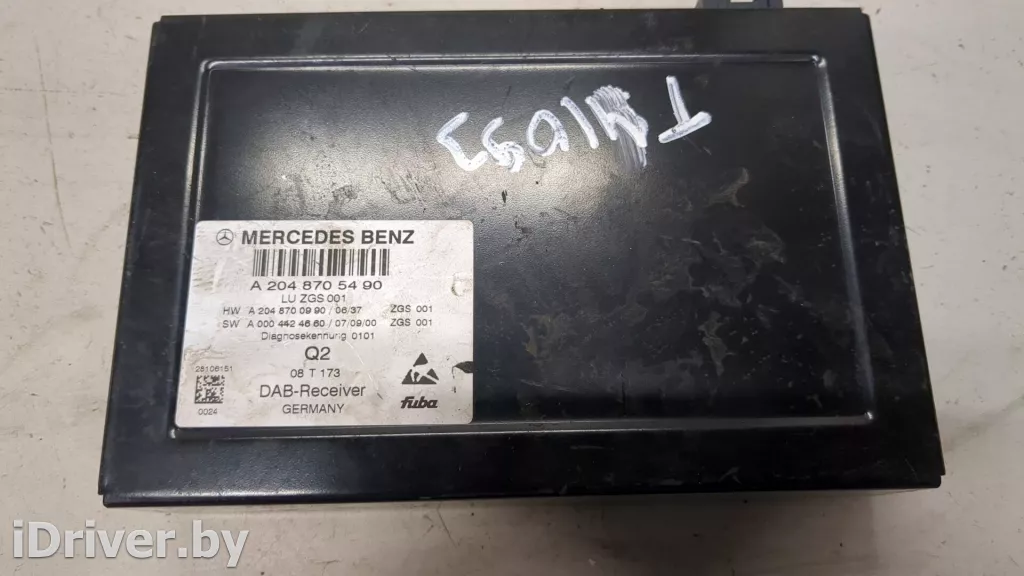 MERCEDES BENZ
A 204 870 54 90
LU ZGS 001
HW A 204 870 09 90 / 06/37 ZGS 001
SW A 000 442 46 60 / 07/09/00 ZGS 001
Diagnosekennung 0101
Q2
08 T 173
28106151
DAB-Receiver
0024
GERMANY
fuba
iDriver.by